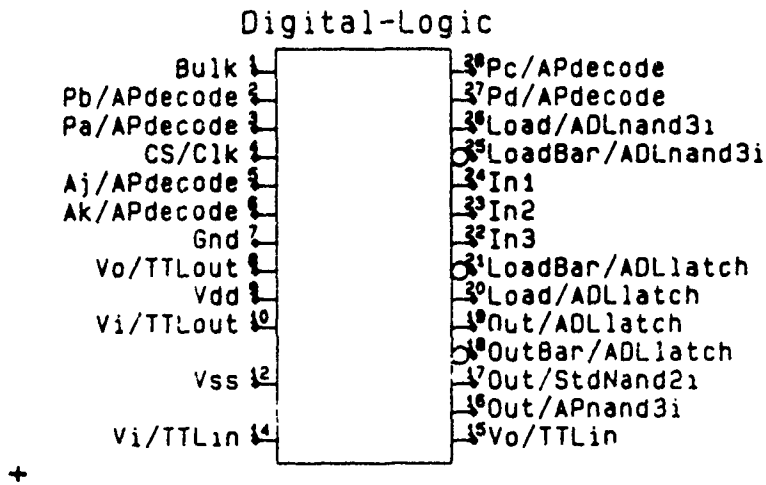 Digital-Logic
Bulk 1 28 Pc/APdecode
Pb/APdecode 2 27 Pd/APdecode
Pa/APdecode 3 26 Load/ADLnand3i
CS/Clk 4 25 LoadBar/ADLnand3i
Aj/APdecode 5 24 In1
Ak/APdecode 6 23 In2
Gnd 7 22 In3
Vo/TTLout 8 21 LoadBar/ADLlatch
Vdd 9 20 Load/ADLlatch
Vi/TTLout 10 19 Out/ADLlatch
18 OutBar/ADLlatch
Vss 12 17 Out/StdNand2i
16 Out/APnand3i
Vi/TTLin 14 15 Vo/TTLin
+